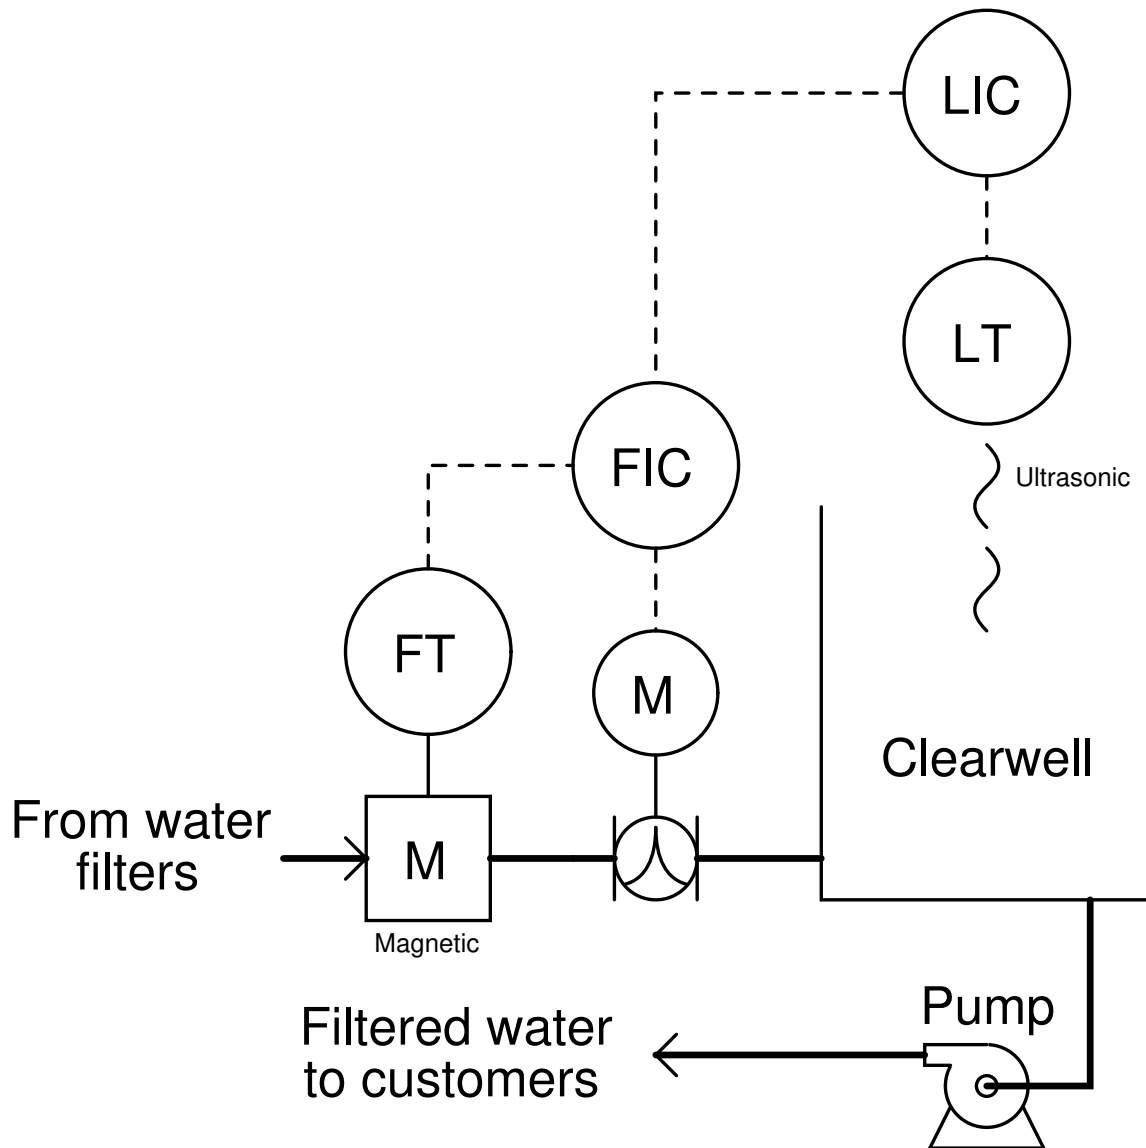 LIC
LT
FIC
Ultrasonic
FT
M
Clearwell
From water
filters
M
Magnetic
Filtered water
to customers
Pump